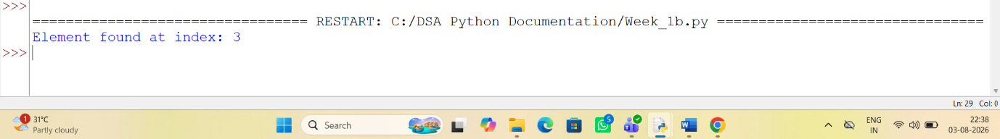 >>>
================================= RESTART: C:/DSA Python Documentation/Week_1b.py ================================
Element found at index: 3
>>>
Ln: 29 Col: 0
1
31°C
Partly cloudy
Search
5
ENG
IN
22:38
03-08-2026